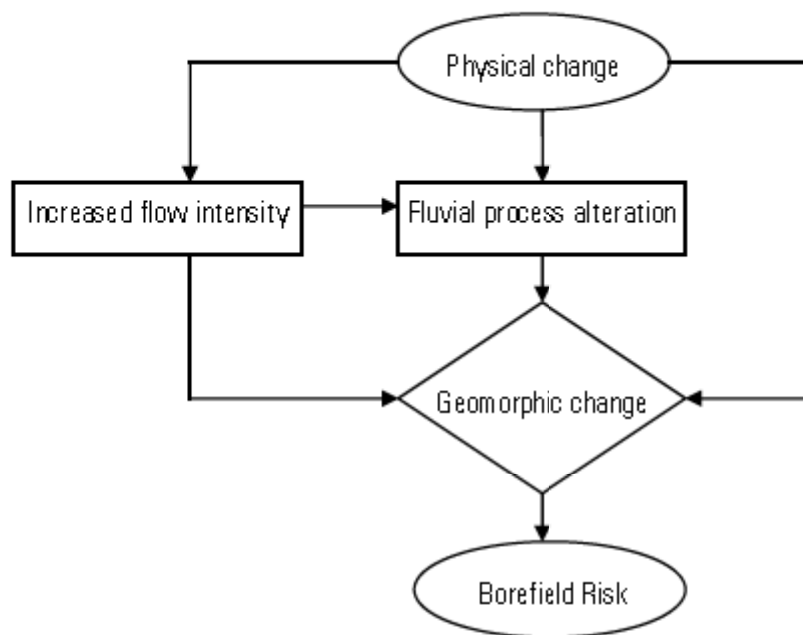 Physical change
Increased flow intensity
Fluvial process alteration
Geomorphic change
Borefield Risk